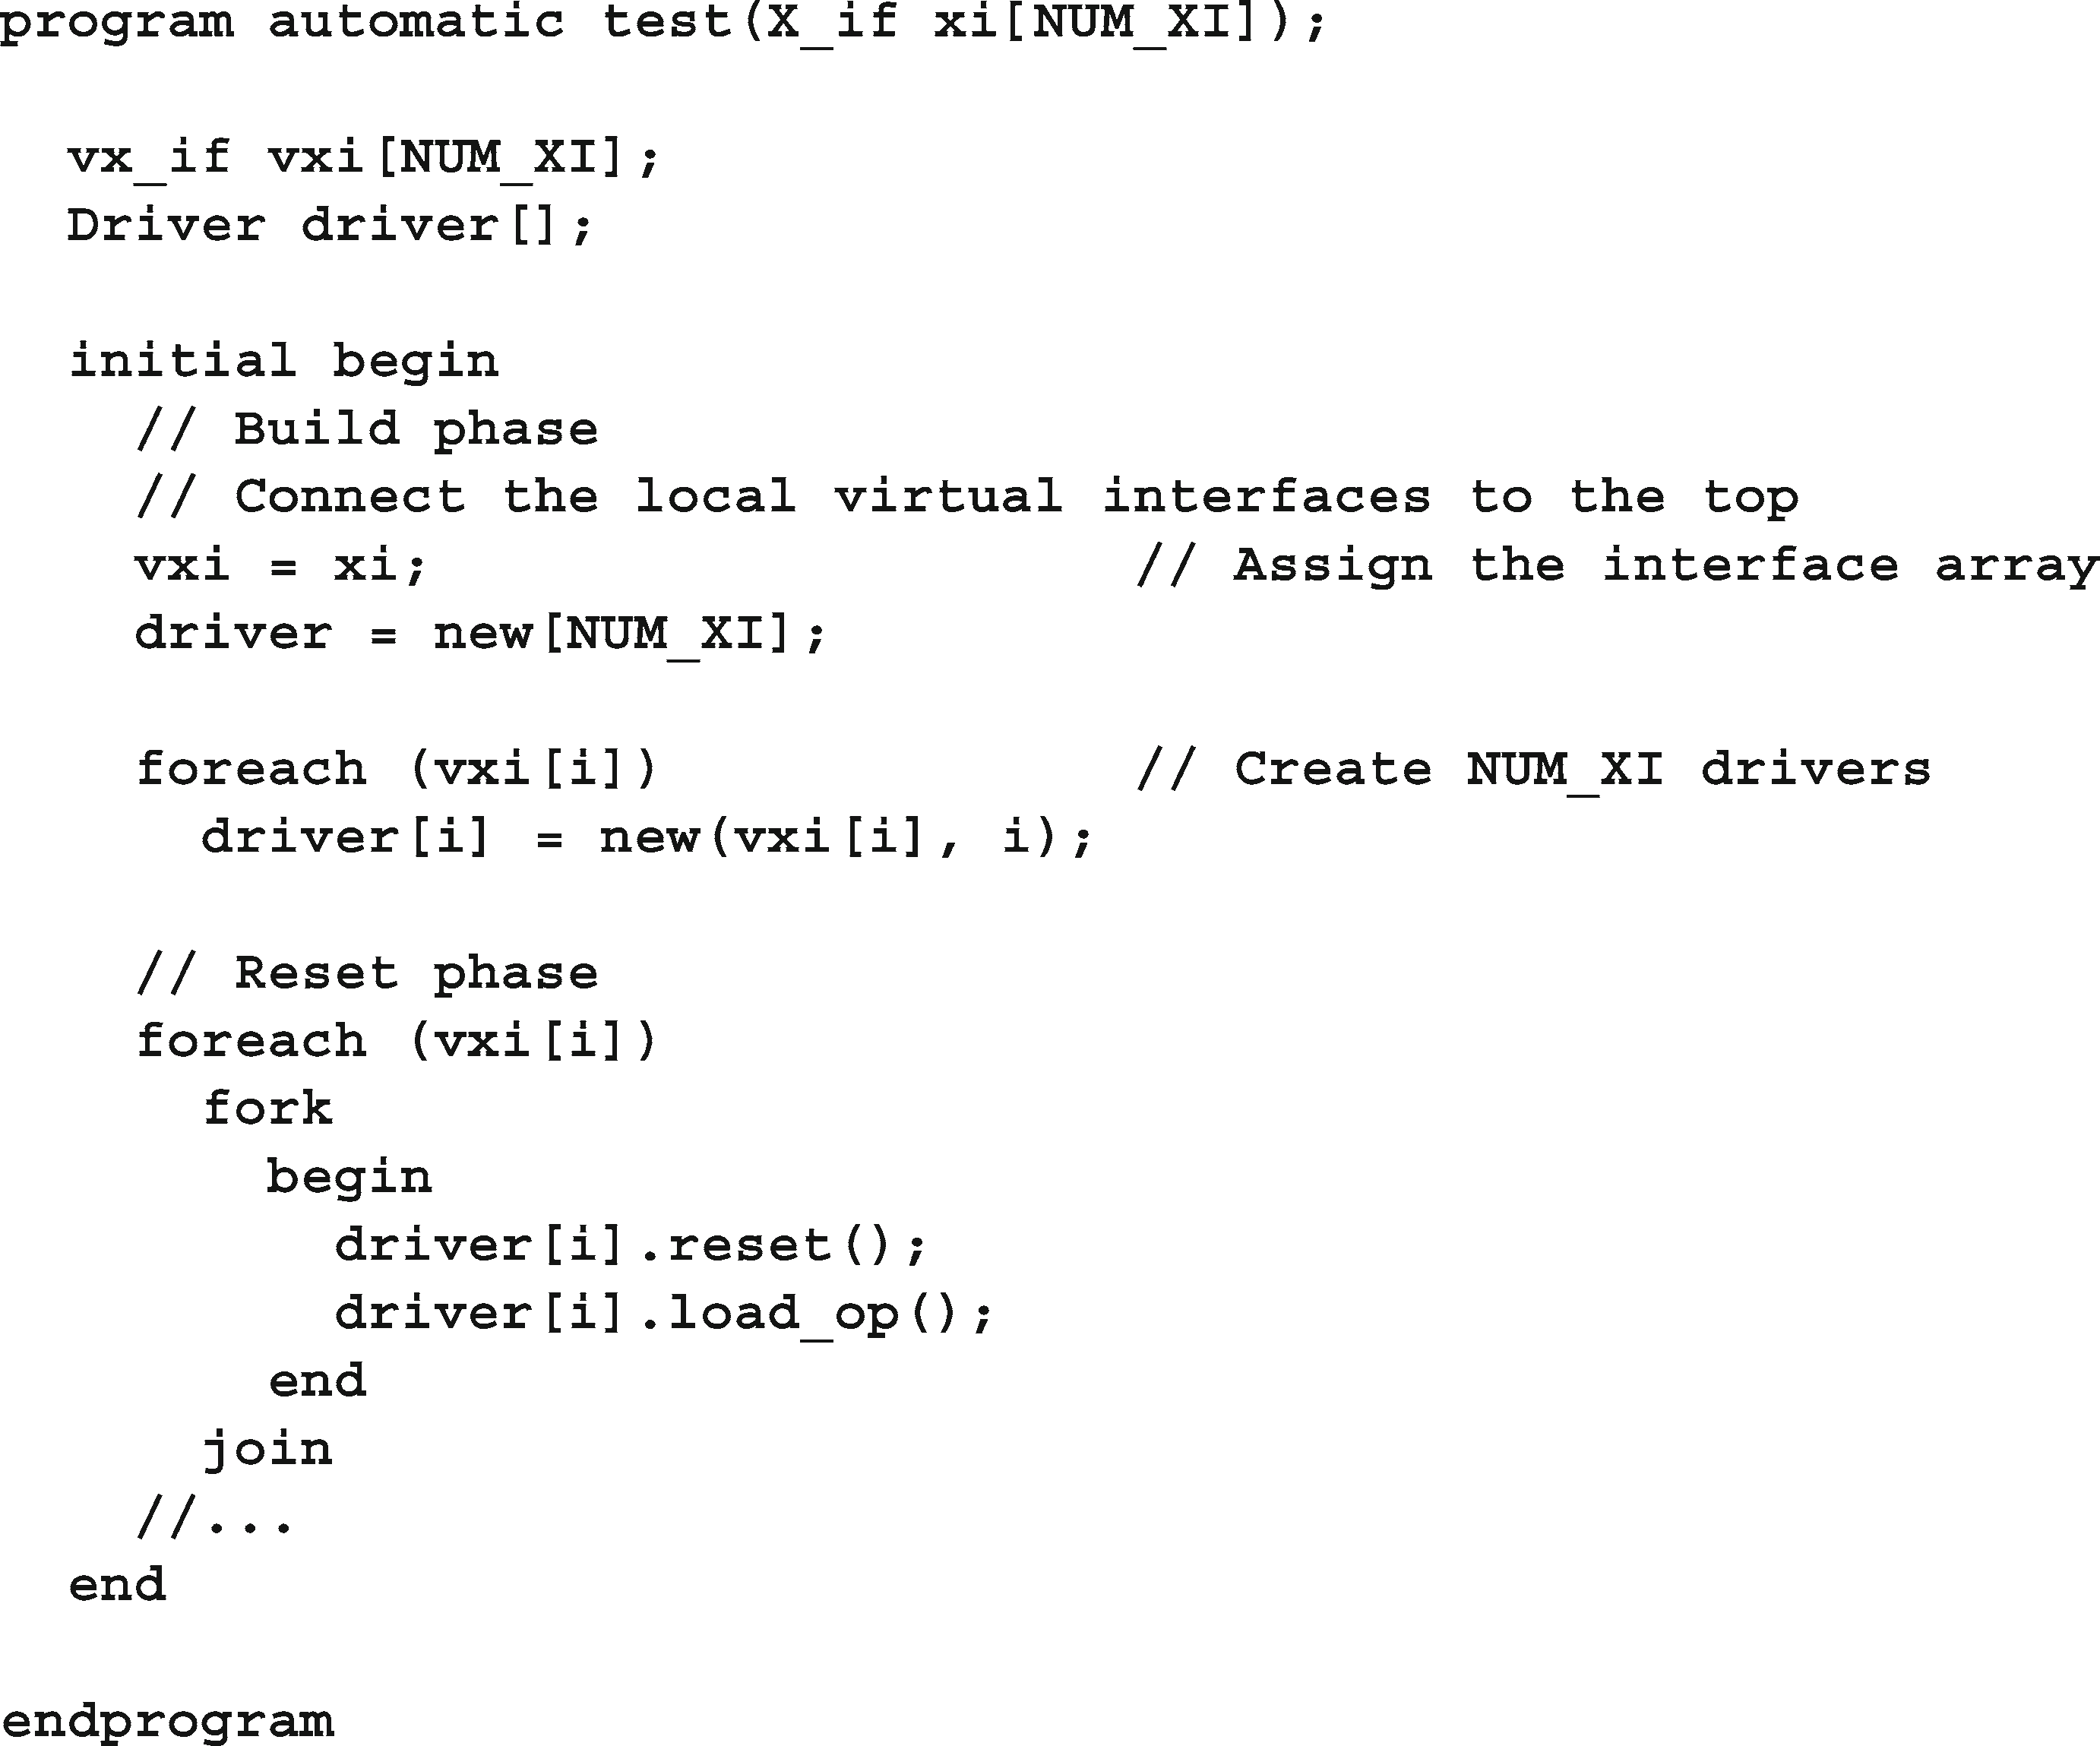 program automatic test(X_if xi[NUM_XI]);
vx_if vxi[NUM_XI];
Driver driver[];
initial begin
// Build phase
// Connect the local virtual interfaces to the top
vxi = xi; // Assign the interface array
driver = new[NUM_XI];
foreach (vxi[i]) // Create NUM_XI drivers
driver[i] = new(vxi[i], i);
// Reset phase
foreach (vxi[i])
fork
begin
driver[i].reset();
driver[i].load_op();
end
join
//...
end
endprogram